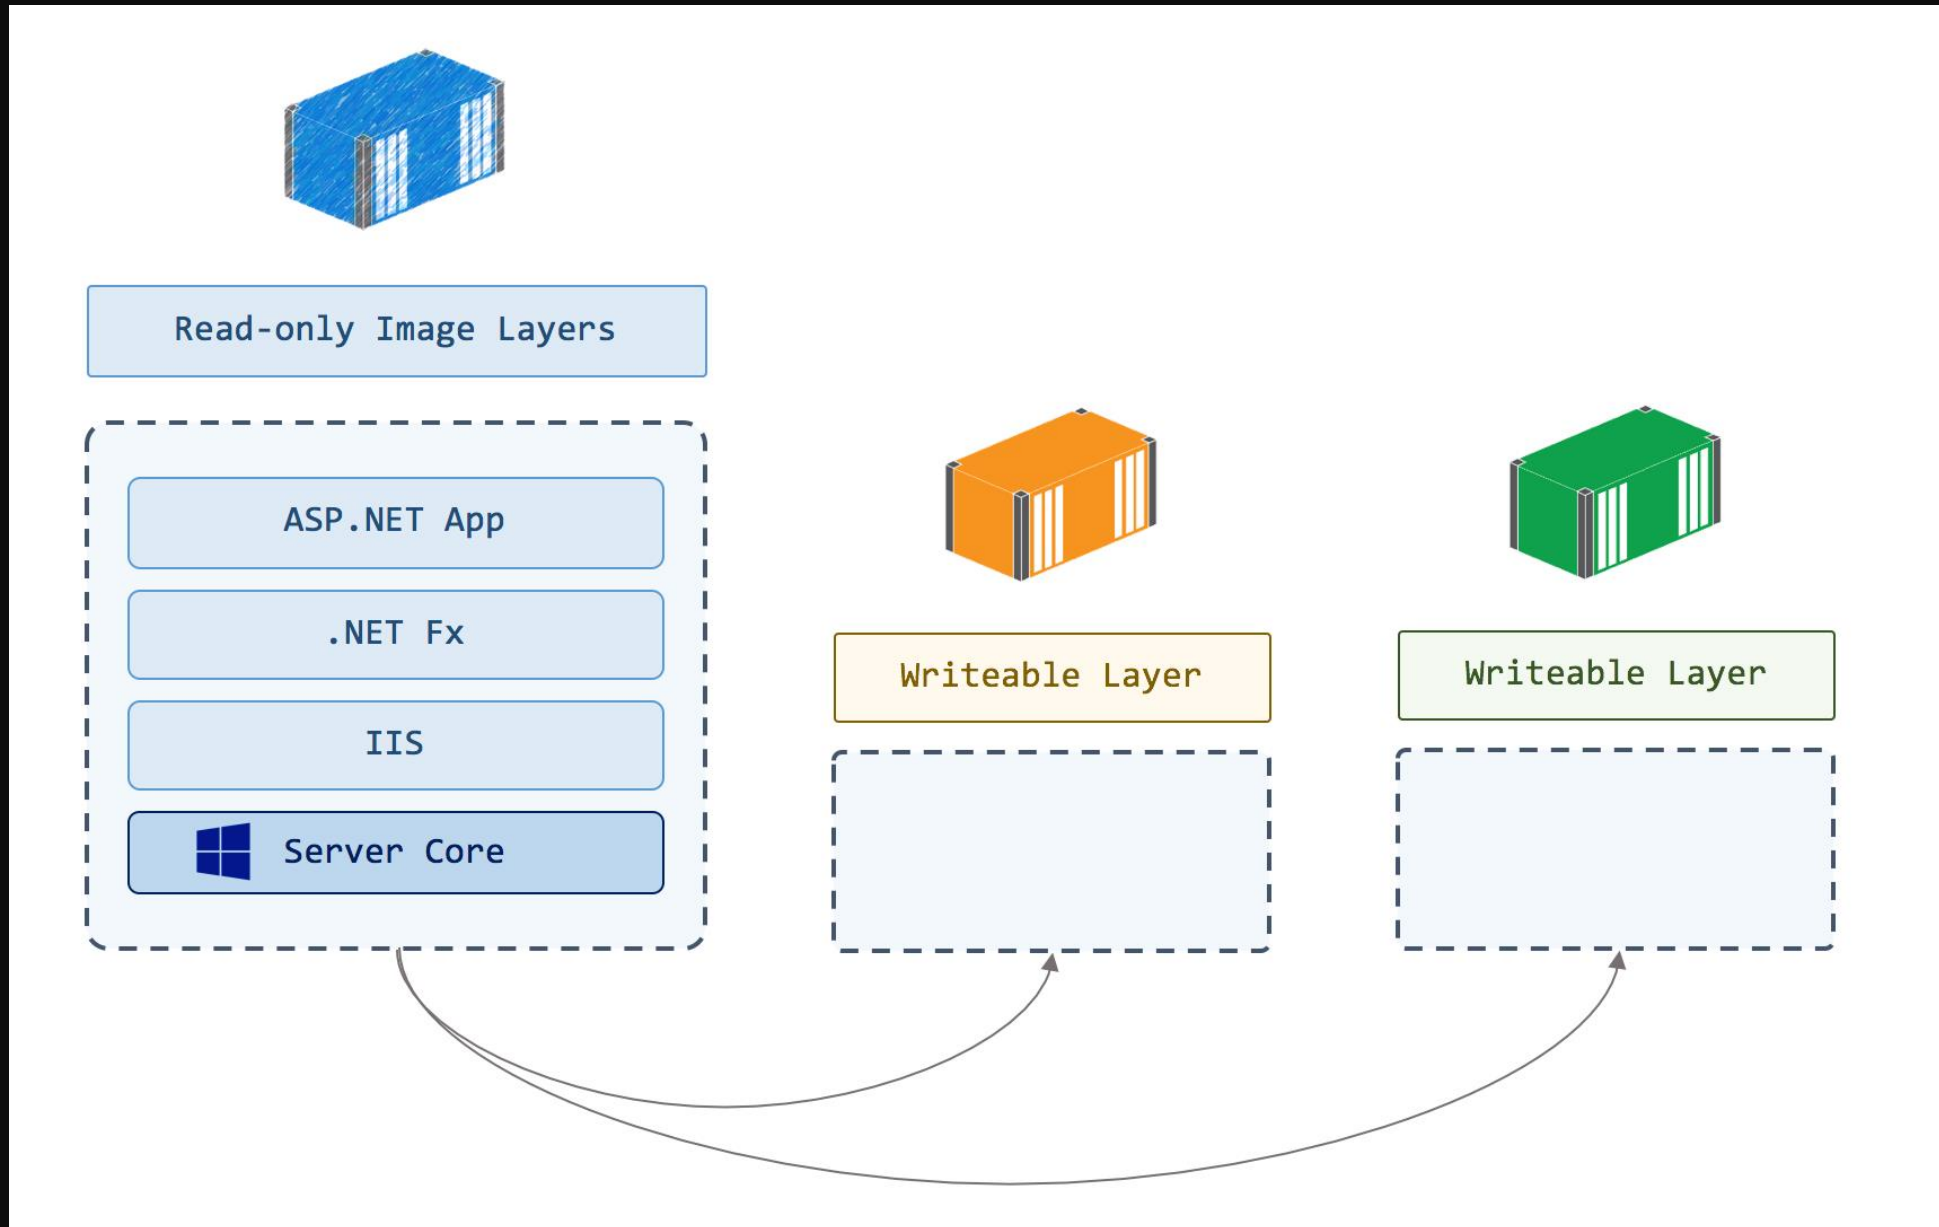 Read-only Image Layers
ASP.NET App
.NET Fx
IIS
Server Core
Writeable Layer
Writeable Layer